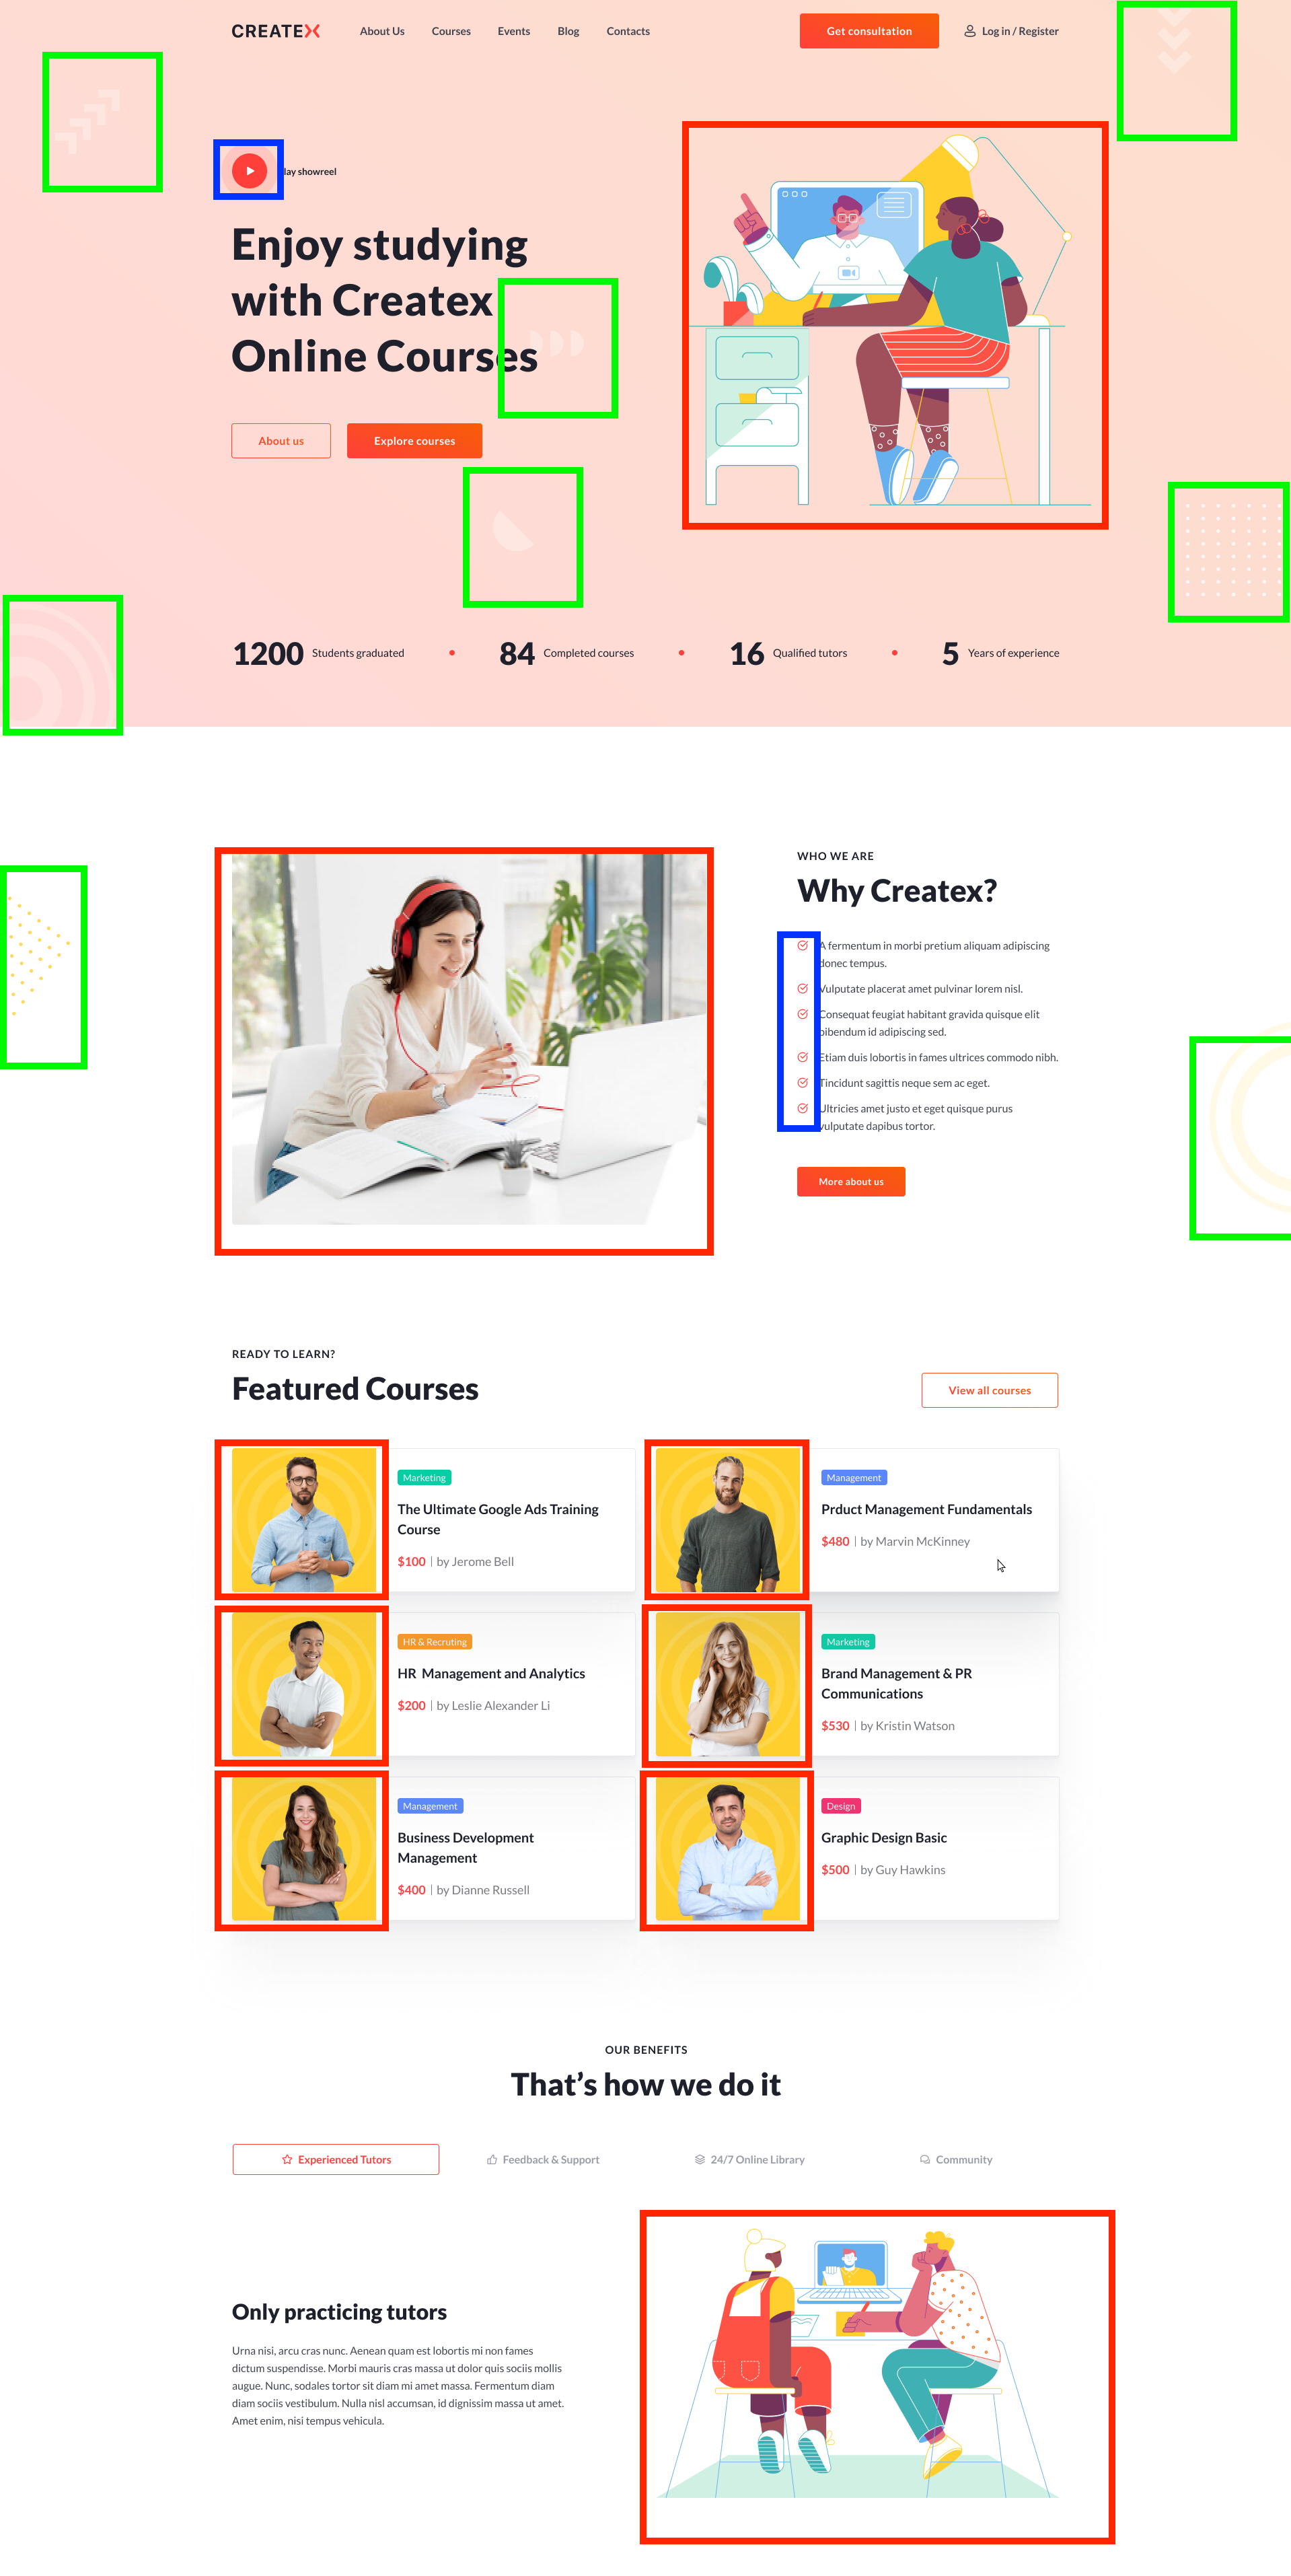 CREATEX
About Us
Courses
Events
Blog
Contacts
Get consultation
Log in / Register
lay showreel
Enjoy studying
with Createx
Online Courses
About us
Explore courses
1200 Students graduated
84 Completed courses
16 Qualified tutors
5 Years of experience
WHO WE ARE
Why Createx?
A fermentum in morbi pretium aliquam adipiscing
donec tempus.
Vulputate placerat amet pulvinar lorem nisl.
Consequat feugiat habitant gravida quisque elit
bibendum id adipiscing sed.
Etiam duis lobortis in fames ultrices commodo nibh.
Tincidunt sagittis neque sem ac eget.
Ultricies amet justo et eget quisque purus
vulputate dapibus tortor.
More about us
READY TO LEARN?
Featured Courses
View all courses
Marketing
The Ultimate Google Ads Training
Course
$100 | by Jerome Bell
Management
Prduct Management Fundamentals
$480 | by Marvin McKinney
HR & Recruting
HR Management and Analytics
$200 | by Leslie Alexander Li
Marketing
Brand Management & PR
Communications
$530 | by Kristin Watson
Management
Business Development
Management
$400 | by Dianne Russell
Design
Graphic Design Basic
$500 | by Guy Hawkins
OUR BENEFITS
That's how we do it
Experienced Tutors
Feedback & Support
24/7 Online Library
Community
Only practicing tutors
Urna nisi, arcu cras nunc. Aenean quam est lobortis mi non fames
dictum suspendisse. Morbi mauris cras massa ut dolor quis sociis mollis
augue. Nunc, sodales tortor sit diam mi amet massa. Fermentum diam
diam sociis vestibulum. Nulla nisl accumsan, id dignissim massa ut amet.
Amet enim, nisi tempus vehicula.